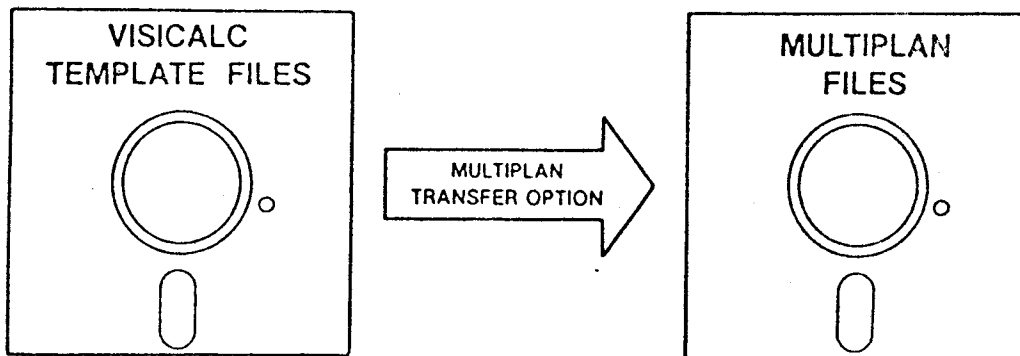 VISICALC
TEMPLATE FILES
MULTIPLAN
TRANSFER OPTION
MULTIPLAN
FILES